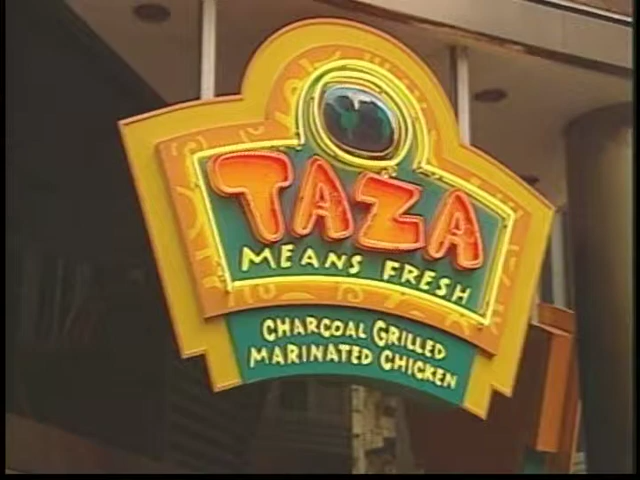 TAZA
MEANS FRESH
CHARCOAL GRILLED
MARINATED CHICKEN